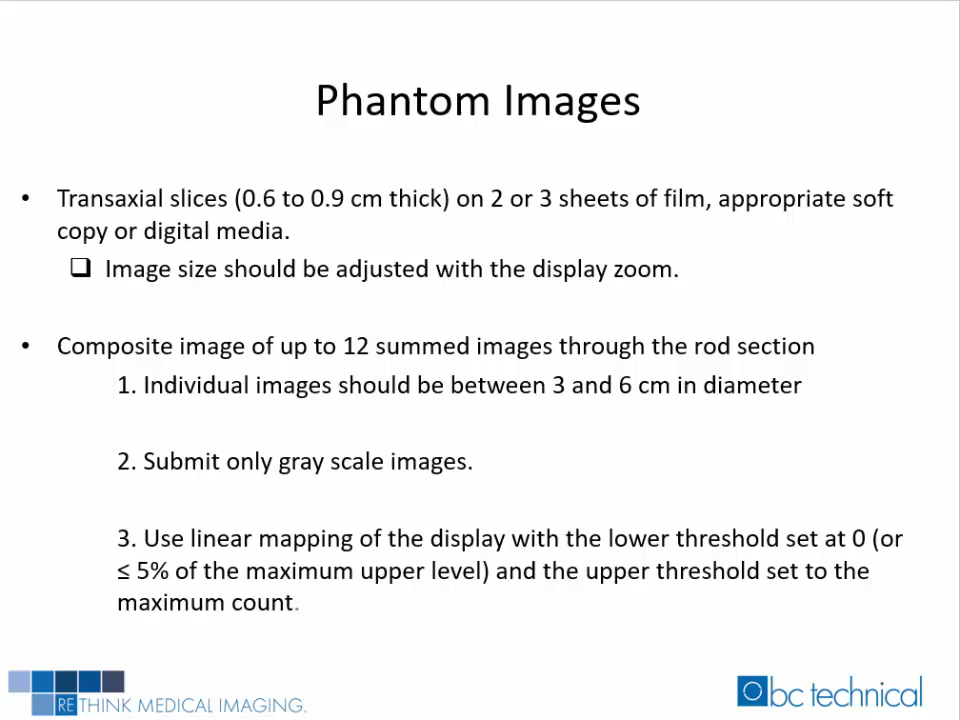 Phantom Images
• Transaxial slices (0.6 to 0.9 cm thick) on 2 or 3 sheets of film, appropriate soft
copy or digital media.
❑ Image size should be adjusted with the display zoom.
• Composite image of up to 12 summed images through the rod section
1. Individual images should be between 3 and 6 cm in diameter
2. Submit only gray scale images.
3. Use linear mapping of the display with the lower threshold set at 0 (or
≤ 5% of the maximum upper level) and the upper threshold set to the
maximum count.
RETHINK MEDICAL IMAGING.
bc technical